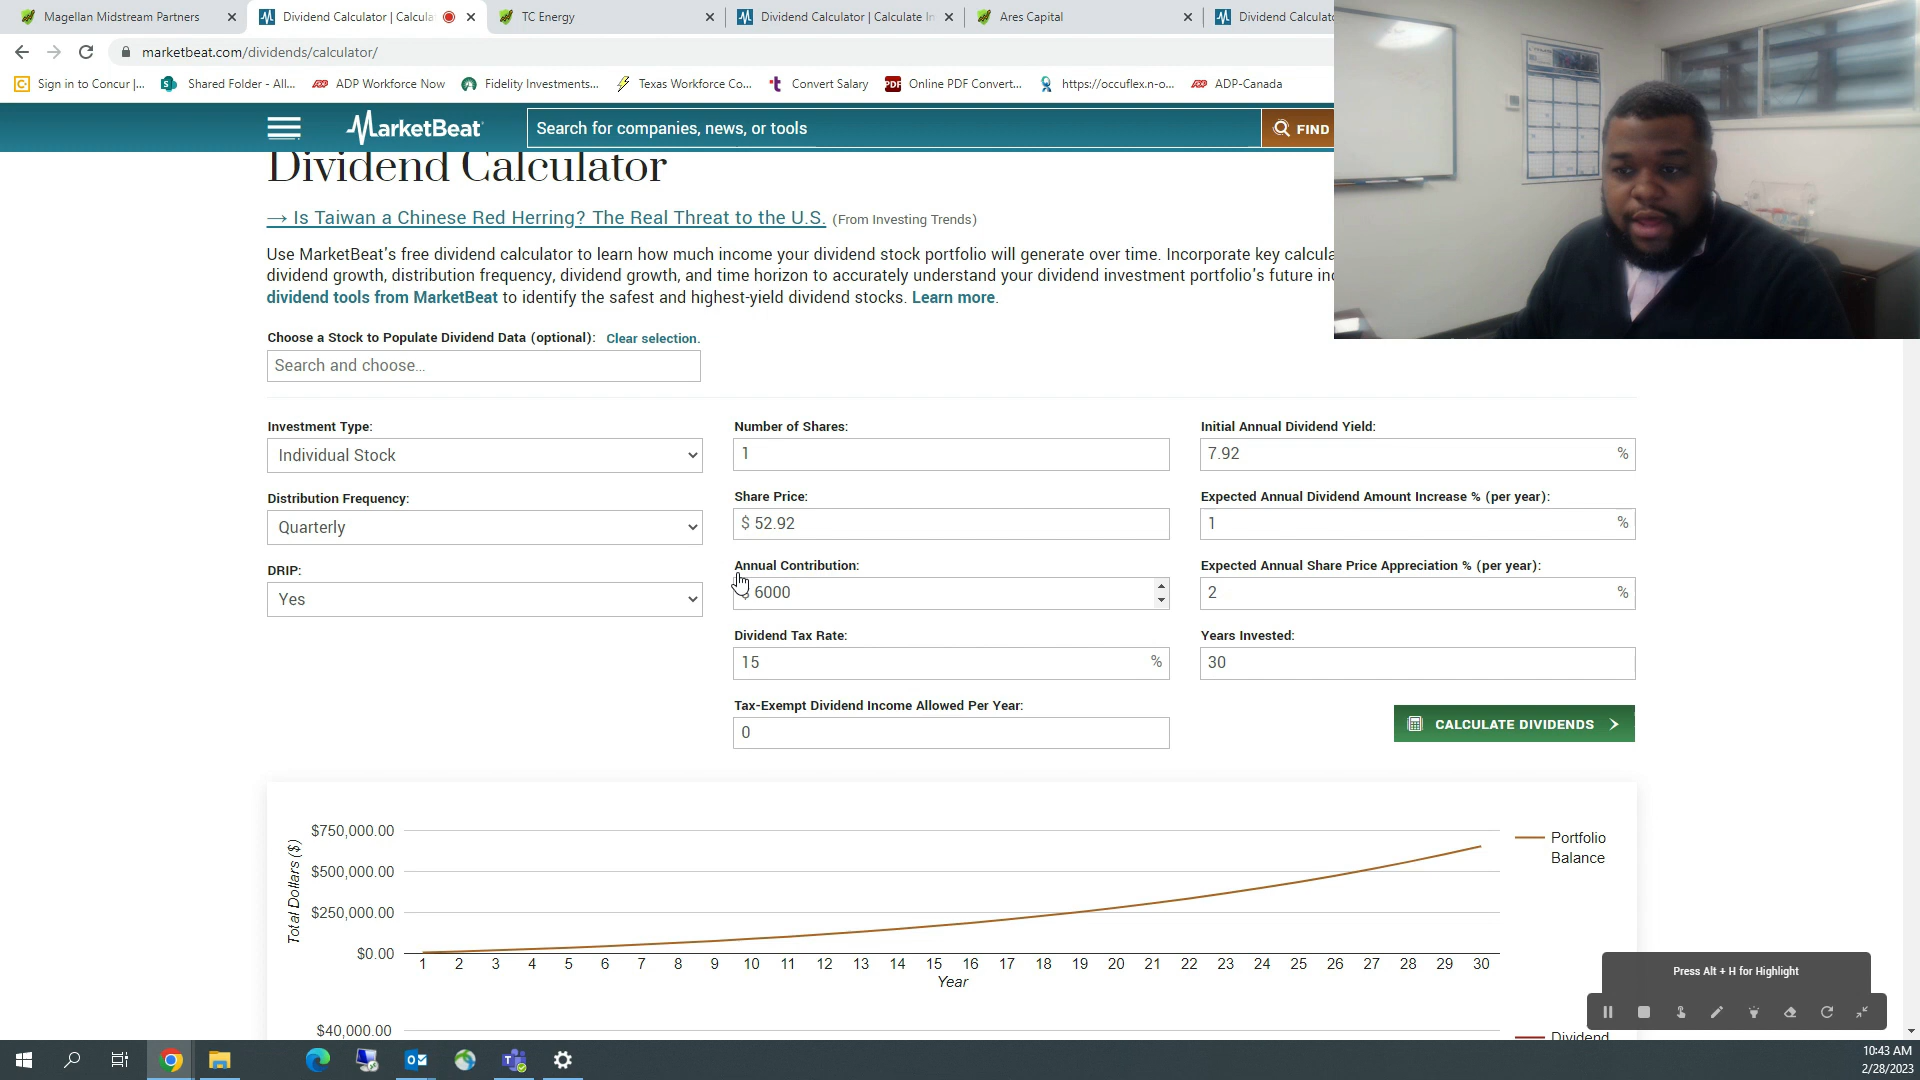 Magellan Midstream Partners
Dividend Calculator | Calcula
TC Energy
Dividend Calculator | Calculate In
Ares Capital
Dividend Calculato
marketbeat.com/dividends/calculator/
Sign in to Concur |...
Shared Folder - All...
ADP Workforce Now
Fidelity Investments...
Texas Workforce Co...
Convert Salary
PDF Online PDF Convert...
https://occuflex.n-o...
ADP-Canada
MarketBeat
Search for companies, news, or tools
FIND
Dividend Calculator
→ Is Taiwan a Chinese Red Herring? The Real Threat to the U.S. (From Investing Trends)
Use MarketBeat's free dividend calculator to learn how much income your dividend stock portfolio will generate over time. Incorporate key calcula
dividend growth, distribution frequency, dividend growth, and time horizon to accurately understand your dividend investment portfolio's future inc
dividend tools from MarketBeat to identify the safest and highest-yield dividend stocks. Learn more.
Choose a Stock to Populate Dividend Data (optional): Clear selection.
Search and choose...
Investment Type:
Individual Stock
Distribution Frequency:
Quarterly
DRIP:
Yes
Number of Shares:
1
Share Price:
$ 52.92
Annual Contribution:
$ 6000
Dividend Tax Rate:
15 %
Tax-Exempt Dividend Income Allowed Per Year:
0
Initial Annual Dividend Yield:
7.92 %
Expected Annual Dividend Amount Increase % (per year):
1 %
Expected Annual Share Price Appreciation % (per year):
2 %
Years Invested:
30
CALCULATE DIVIDENDS
Total Dollars ($)
$750,000.00
$500,000.00
$250,000.00
$0.00
1 2 3 4 5 6 7 8 9 10 11 12 13 14 15 16 17 18 19 20 21 22 23 24 25 26 27 28 29 30
Year
Portfolio
Balance
$40,000.00
Dividend
Press Alt + H for Highlight
10:43 AM
2/28/2023